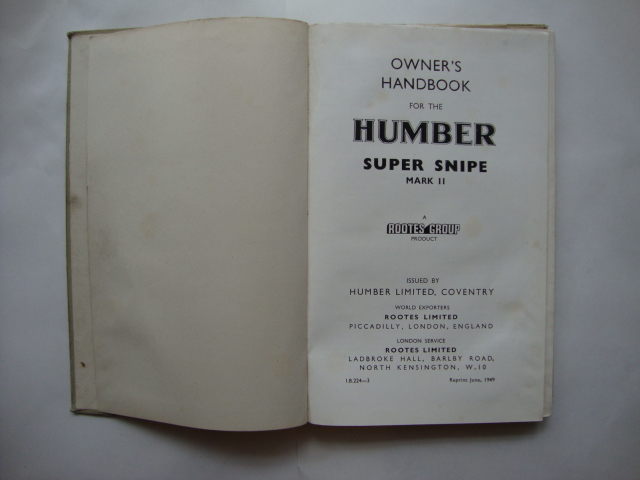 OWNER'S
HANDBOOK
FOR THE
HUMBER
SUPER SNIPE
MARK II
A
ROOTES GROUP
PRODUCT
ISSUED BY
HUMBER LIMITED, COVENTRY
WORLD EXPORTERS
ROOTES LIMITED
PICCADILLY, LONDON, ENGLAND
LONDON SERVICE
ROOTES LIMITED
LADBROKE HALL, BARLBY ROAD,
NORTH KENSINGTON, W.10
I.B.224—3 Reprint June, 1949